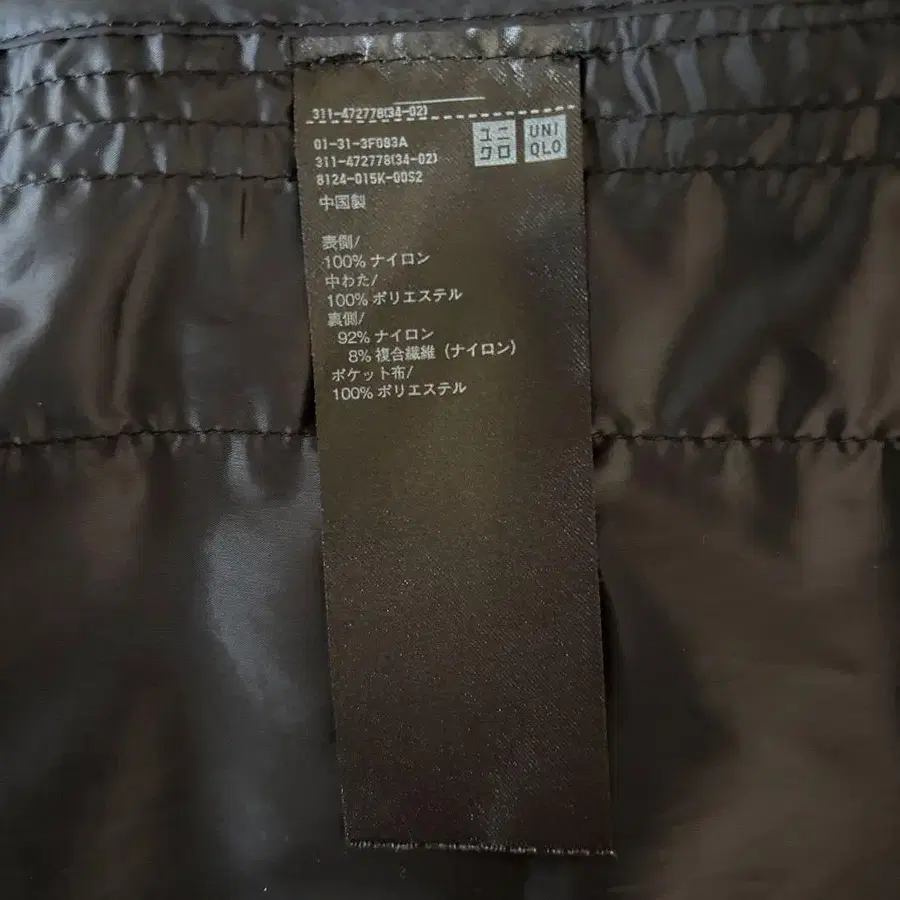 311-472778(34-02)
ユニ
クロ
UNI
QLO
01-31-3F083A
311-472778(34-02)
8124-015K-00S2
中国製
表側/
100% ナイロン
中わた/
100% ポリエステル
裏側/
92% ナイロン
8% 複合繊維 (ナイロン)
ポケット布/
100% ポリエステル